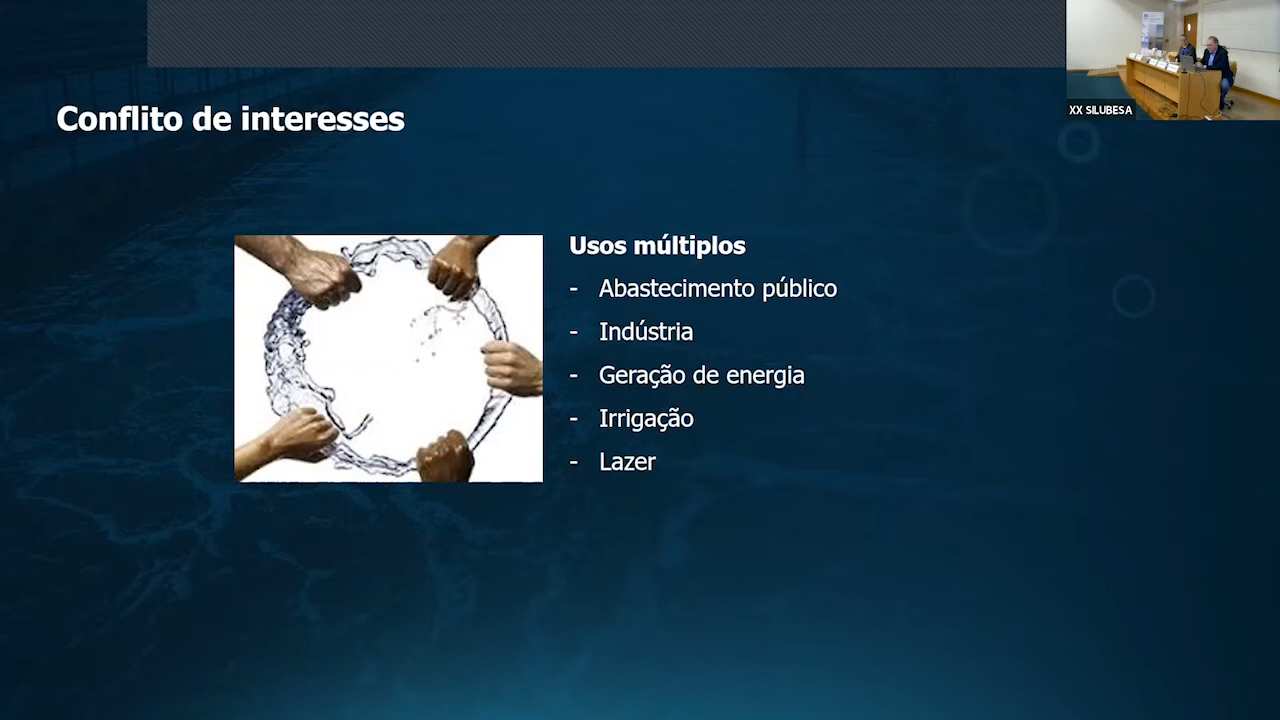 XX SILUBESA
Conflito de interesses
Usos múltiplos
- Abastecimento público
- Indústria
- Geração de energia
- Irrigação
- Lazer